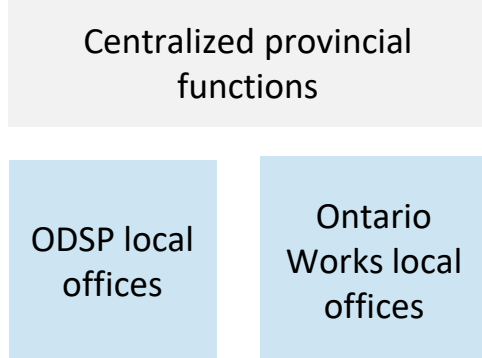 Centralized provincial
functions
ODSP local
offices
Ontario
Works local
offices